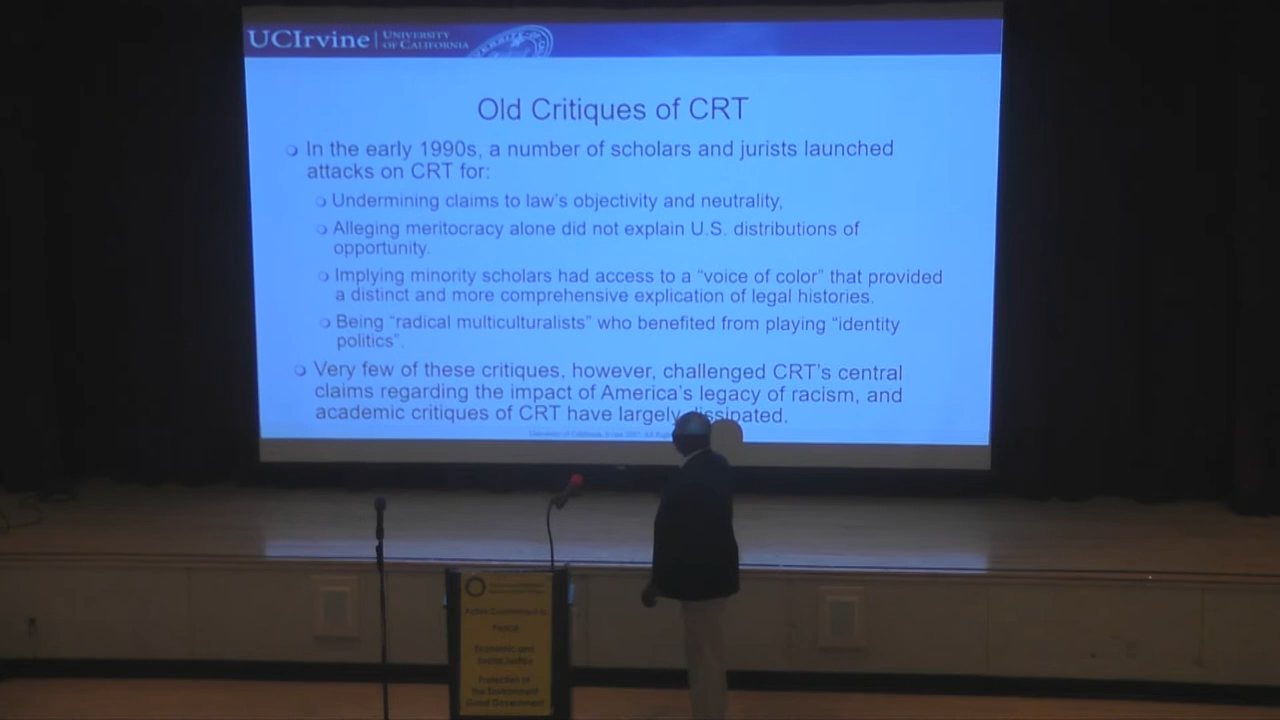 UCIrvine | UNIVERSITY
OF CALIFORNIA
Old Critiques of CRT
In the early 1990s, a number of scholars and jurists launched
attacks on CRT for:
Undermining claims to law's objectivity and neutrality,
Alleging meritocracy alone did not explain U.S. distributions of
opportunity.
Implying minority scholars had access to a "voice of color" that provided
a distinct and more comprehensive explication of legal histories.
Being "radical multiculturalists" who benefited from playing "identity
politics".
Very few of these critiques, however, challenged CRT's central
claims regarding the impact of America's legacy of racism, and
academic critiques of CRT have largely dissipated.
Peace
Economic and
Social Justice
Protection of
the Environment
Good Government